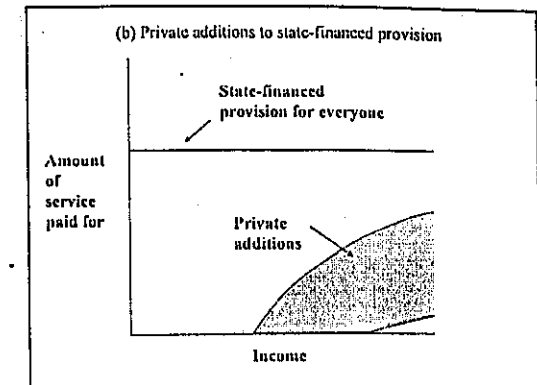 (b) Private additions to state-financed provision
State-financed
provision for everyone
Amount
of
service
paid for
Private
additions
Income